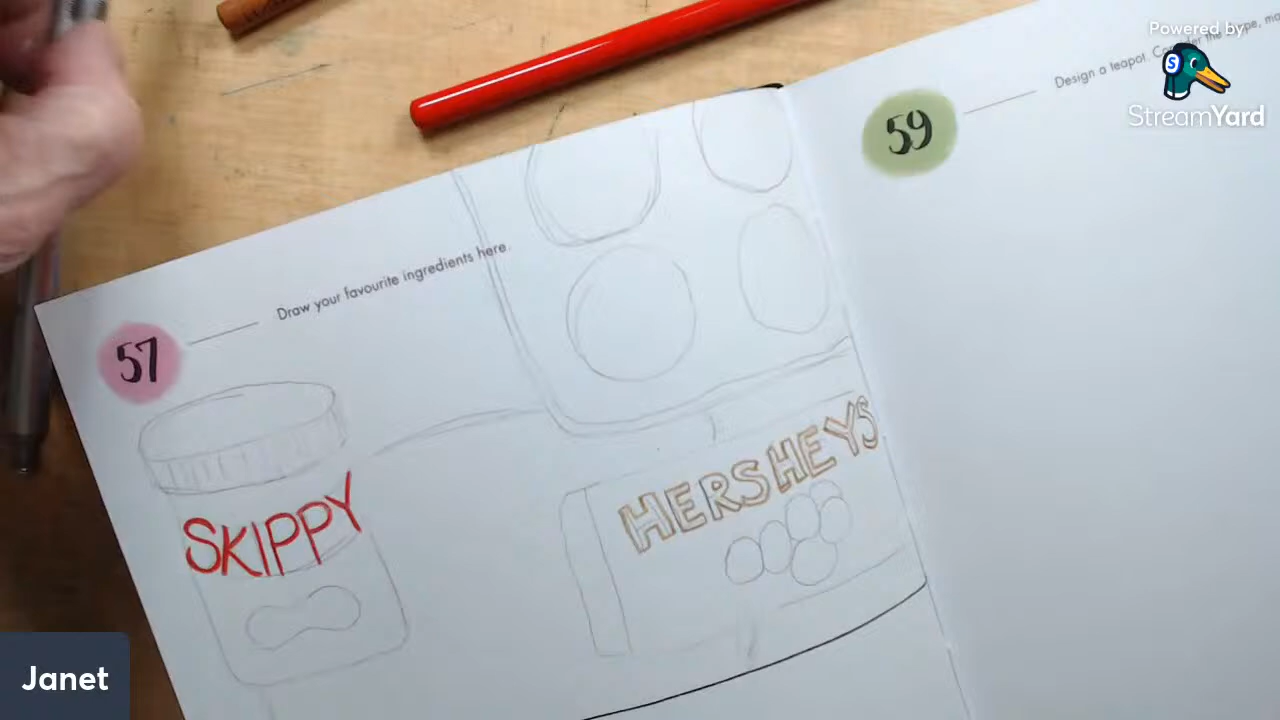 Powered by
StreamYard
59
Design a teapot.
57
Draw your favourite ingredients here.
SKIPPY
HERSHEYS
Janet